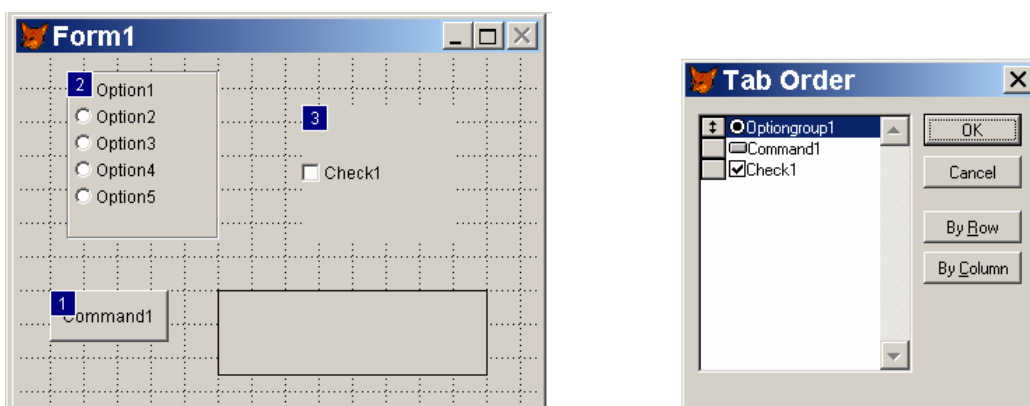 Form1
2 Option1
Option2
3
Option3
Option4
Check1
Option5
1
Command1
Tab Order
Optiongroup1
Command1
Check1
OK
Cancel
By Row
By Column